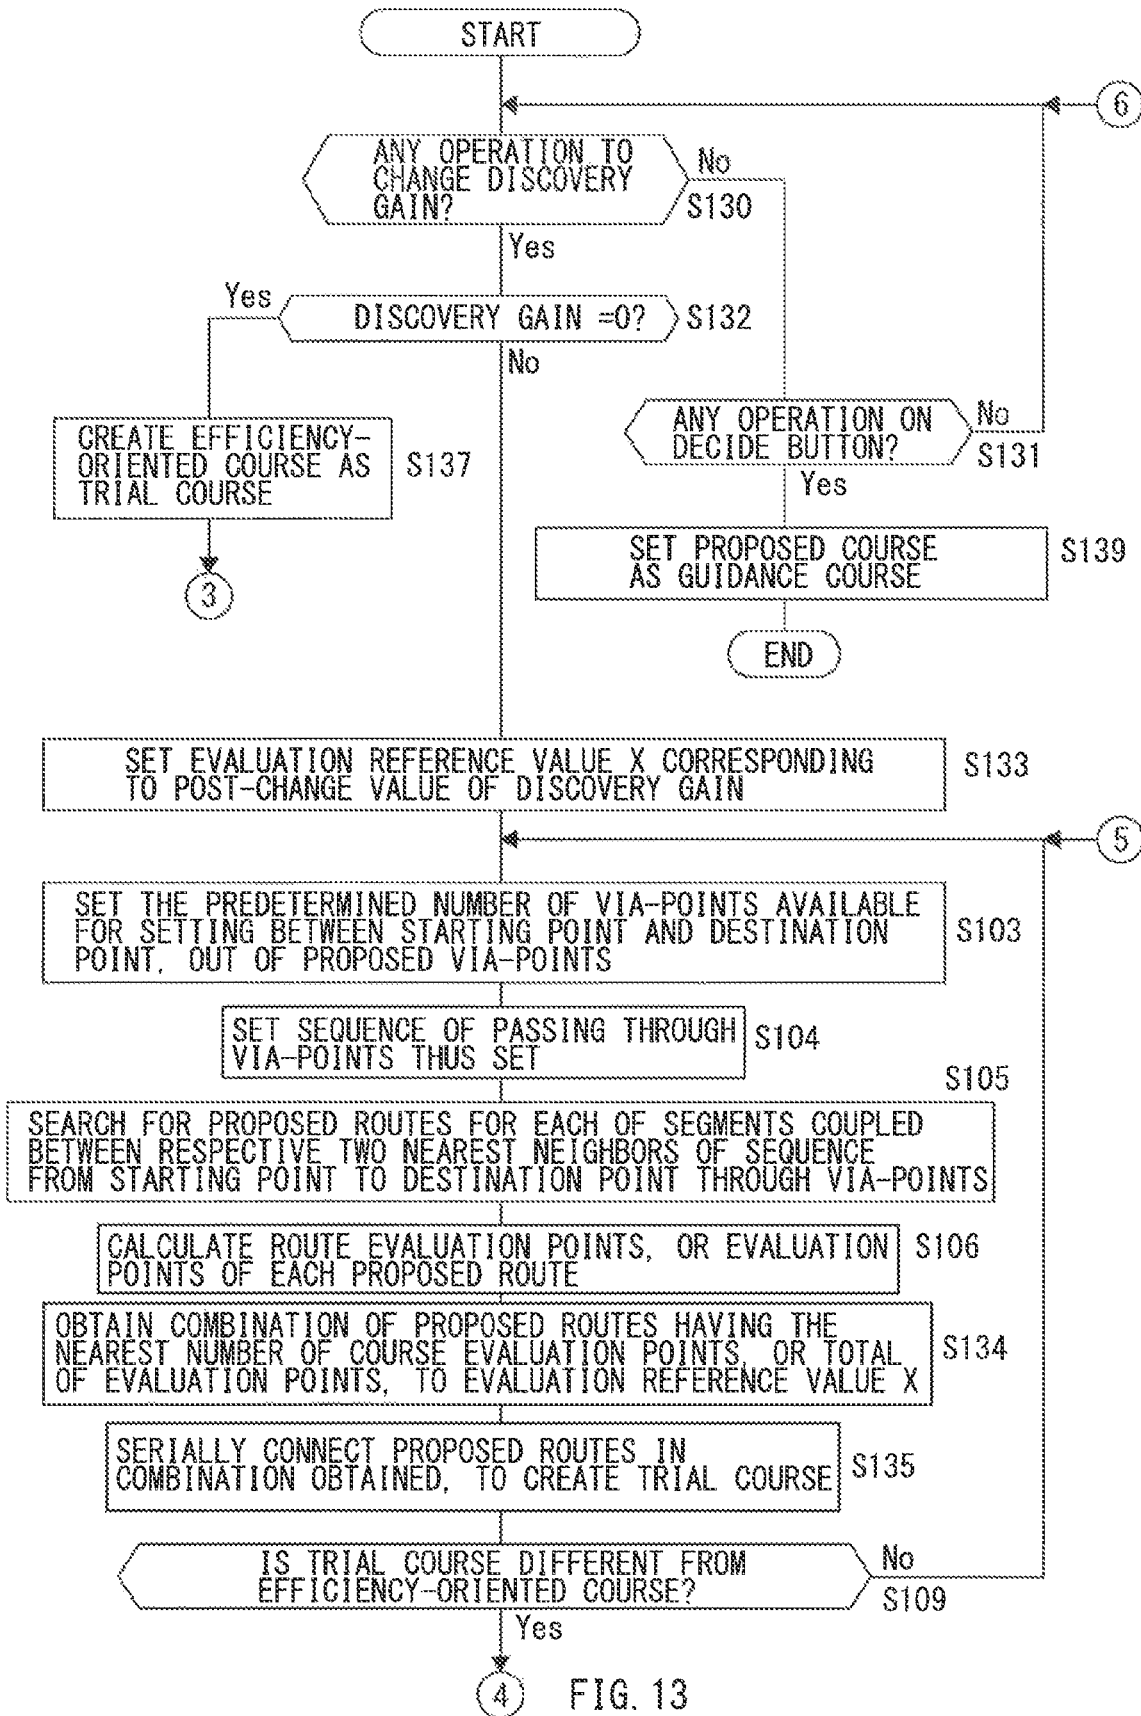 START
6
ANY OPERATION TO
CHANGE DISCOVERY
GAIN?
No
S130
Yes
Yes
DISCOVERY GAIN =0?
S132
No
ANY OPERATION ON
DECIDE BUTTON?
No
S131
Yes
CREATE EFFICIENCY-
ORIENTED COURSE AS
TRIAL COURSE
S137
SET PROPOSED COURSE
AS GUIDANCE COURSE
S139
3
END
SET EVALUATION REFERENCE VALUE X CORRESPONDING
TO POST-CHANGE VALUE OF DISCOVERY GAIN
S133
5
SET THE PREDETERMINED NUMBER OF VIA-POINTS AVAILABLE
FOR SETTING BETWEEN STARTING POINT AND DESTINATION
POINT, OUT OF PROPOSED VIA-POINTS
S103
SET SEQUENCE OF PASSING THROUGH
VIA-POINTS THUS SET
S104
S105
SEARCH FOR PROPOSED ROUTES FOR EACH OF SEGMENTS COUPLED
BETWEEN RESPECTIVE TWO NEAREST NEIGHBORS OF SEQUENCE
FROM STARTING POINT TO DESTINATION POINT THROUGH VIA-POINTS
CALCULATE ROUTE EVALUATION POINTS, OR EVALUATION
POINTS OF EACH PROPOSED ROUTE
S106
OBTAIN COMBINATION OF PROPOSED ROUTES HAVING THE
NEAREST NUMBER OF COURSE EVALUATION POINTS, OR TOTAL
OF EVALUATION POINTS, TO EVALUATION REFERENCE VALUE X
S134
SERIALLY CONNECT PROPOSED ROUTES IN
COMBINATION OBTAINED, TO CREATE TRIAL COURSE
S135
IS TRIAL COURSE DIFFERENT FROM
EFFICIENCY-ORIENTED COURSE?
No
S109
Yes
4
FIG. 13